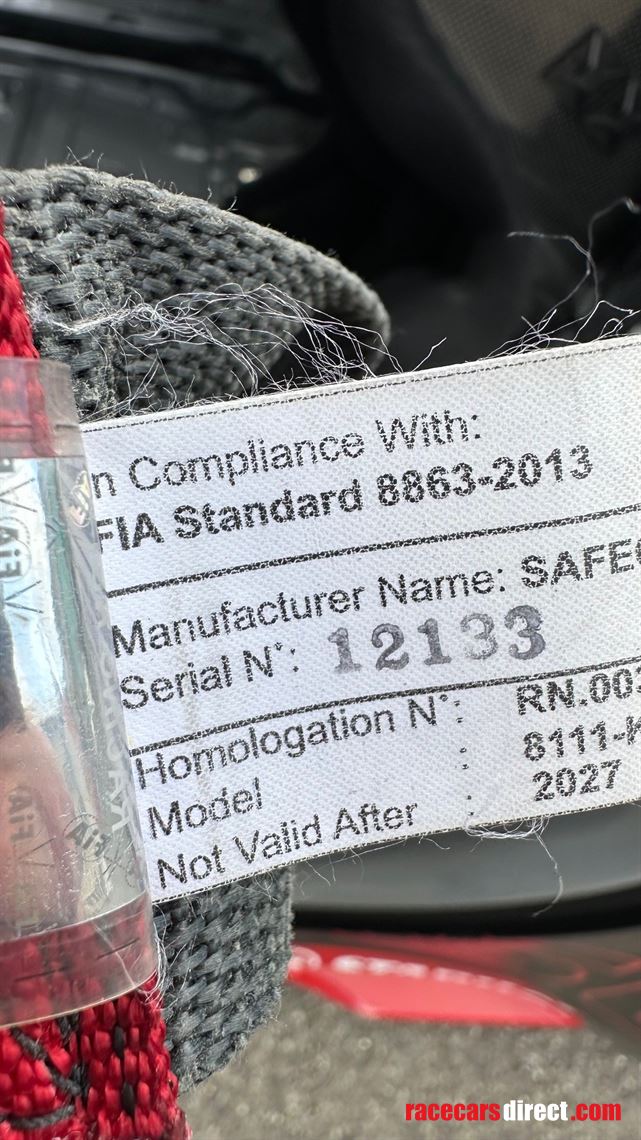 n Compliance With:
FIA Standard 8863-2013
Manufacturer Name: SAFE
Serial N°: 12133
Homologation N°: RN.003
Model : 8111-
Not Valid After : 2027
racecarsdirect.com